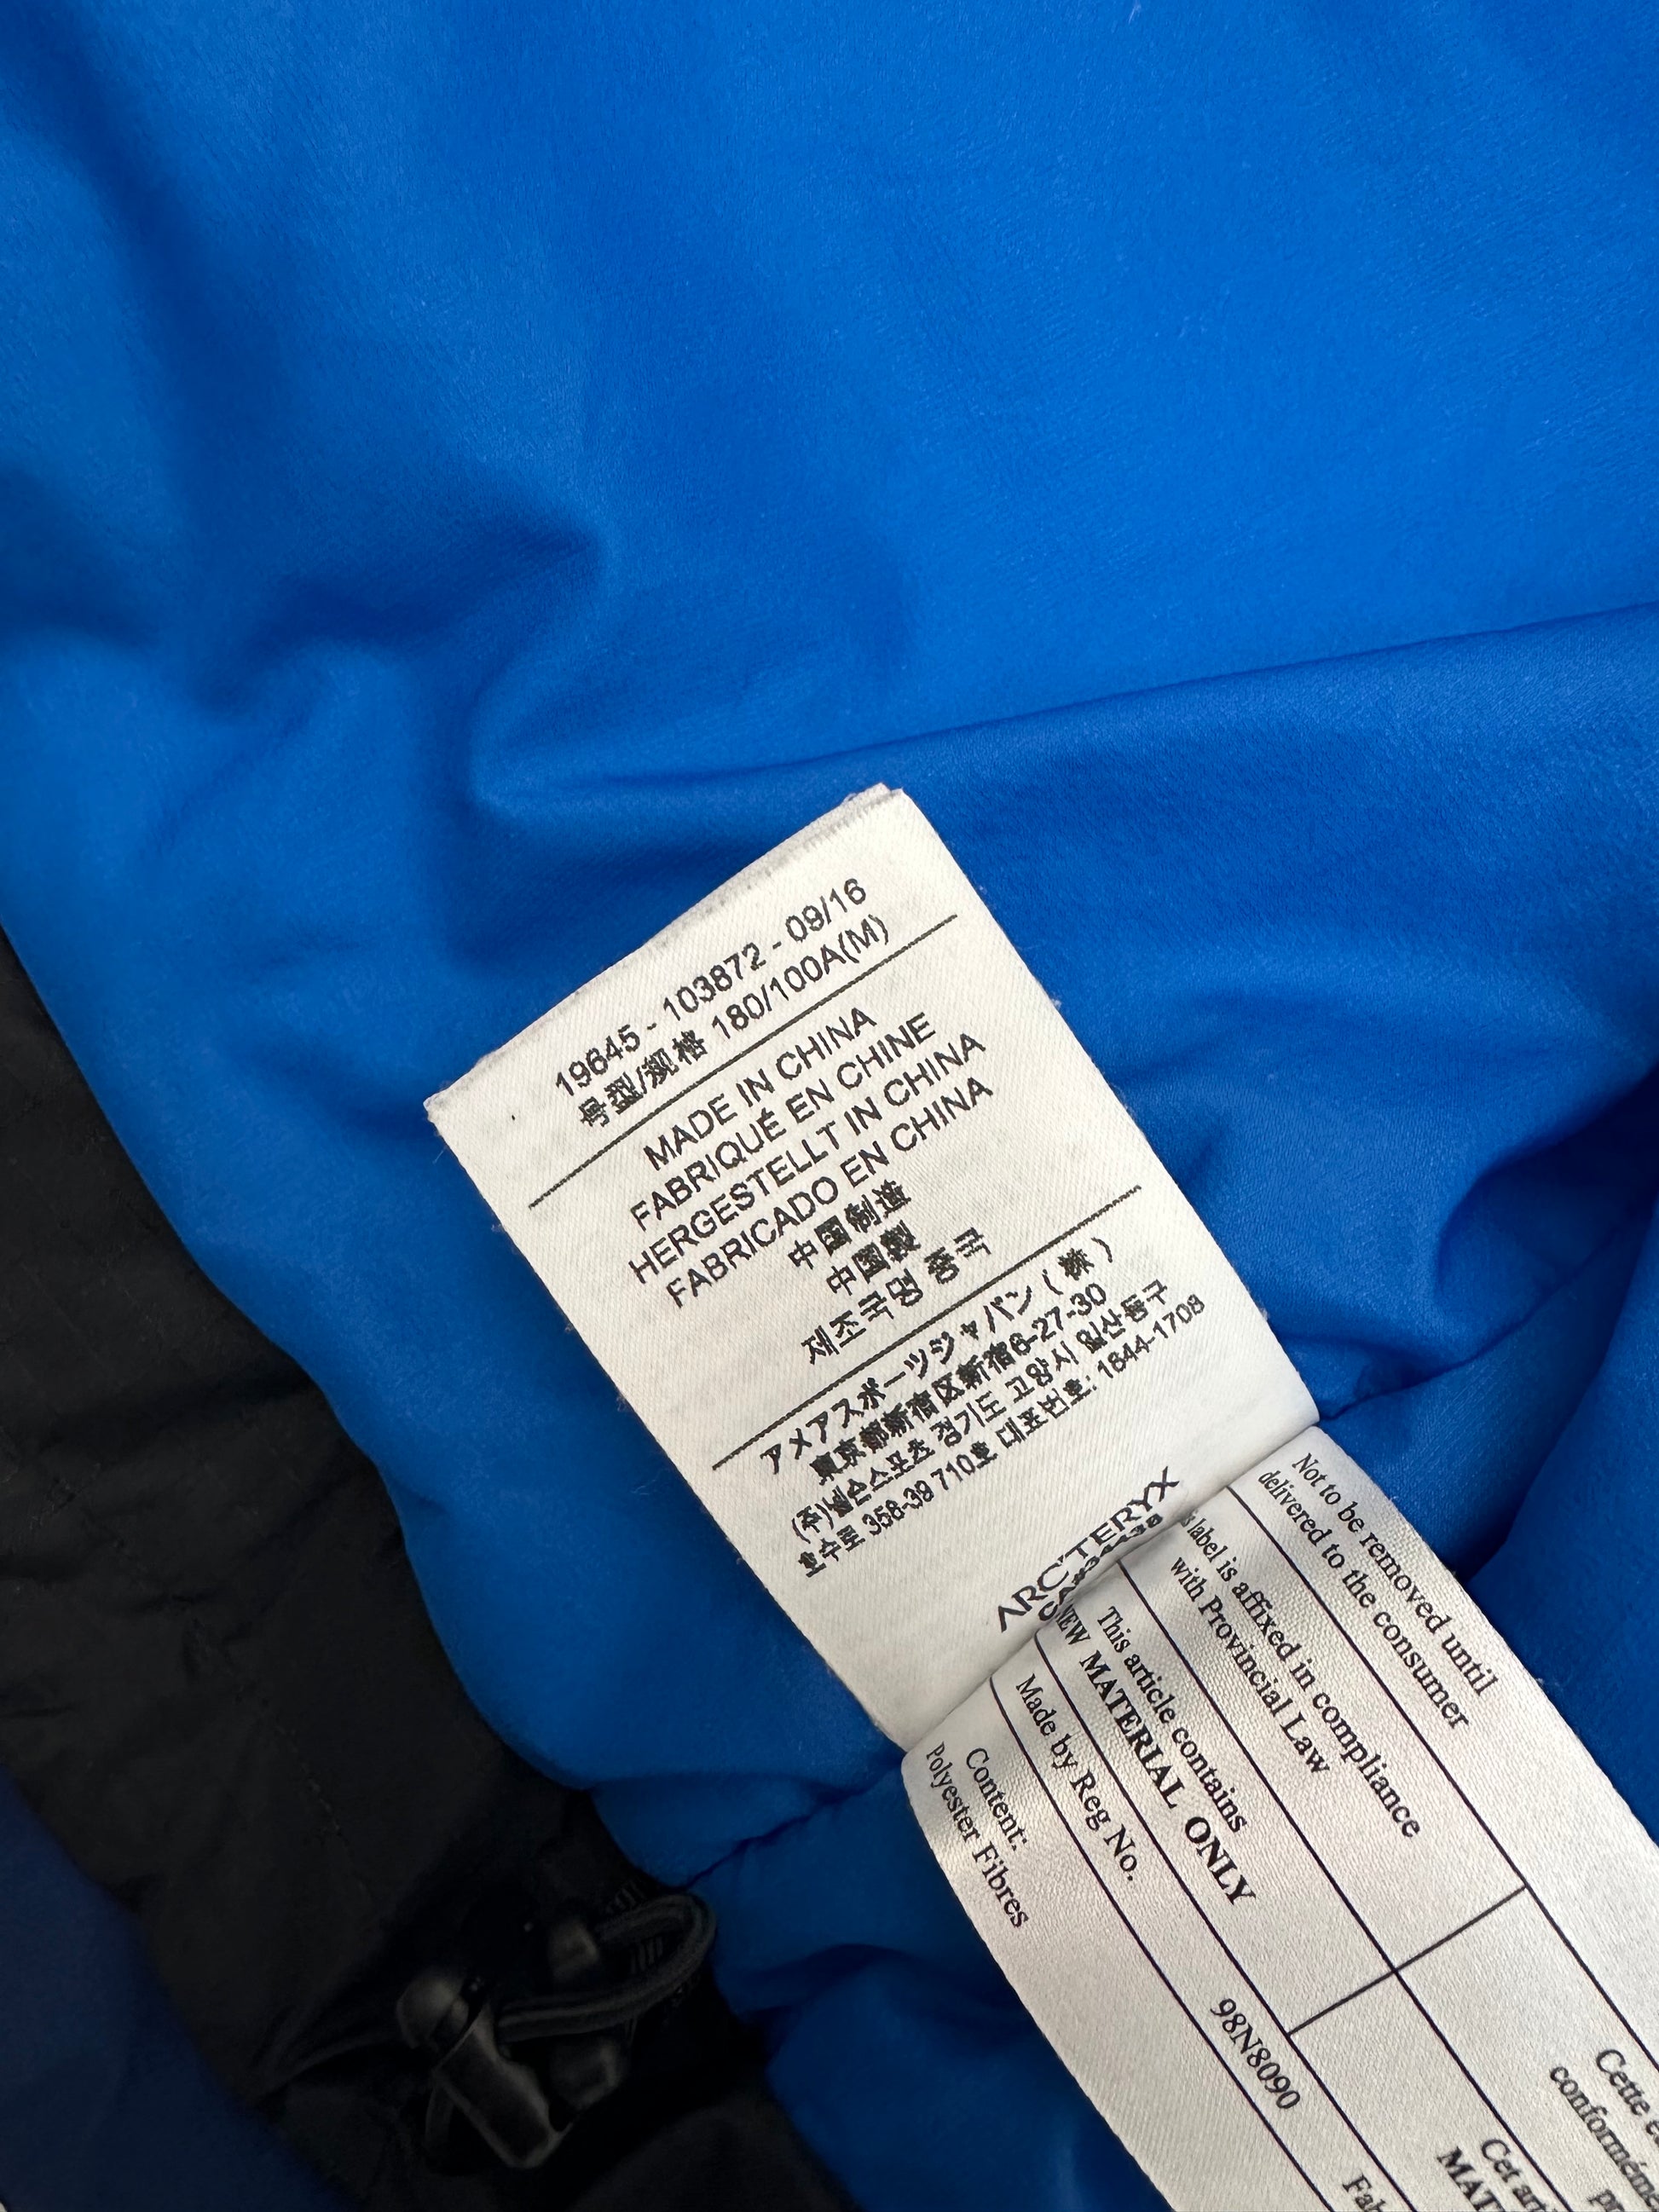 19645 - 103872 - 09/16
号型/规格 180/100A(M)
MADE IN CHINA
FABRIQUÉ EN CHINE
HERGESTELLT IN CHINA
FABRICADO EN CHINA
中国制造
中国製
제조국명 중국
アメアスポーツジャパン(株)
東京都新宿区新宿6-27-30
(주)넬슨스포츠 경기도 고양시 일산동구
호수로 358-39 710호 대표번호: 1844-1708
ARC'TERYX
Not to be removed until
delivered to the consumer
label is affixed in compliance
with Provincial Law
This article contains
NEW MATERIAL ONLY
Made by Reg No.
98N8090
Content:
Polyester Fibres
Cette
Cet